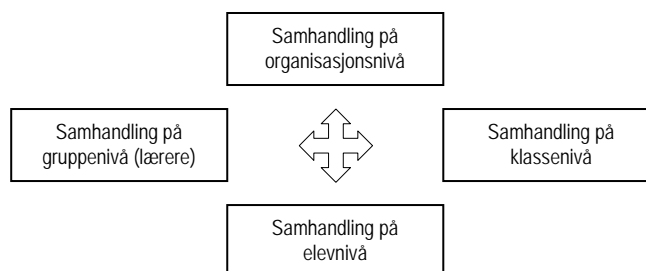 Samhandling på
organisasjonsnivå
Samhandling på
gruppenivå (lærere)
Samhandling på
klassenivå
Samhandling på
elevnivå